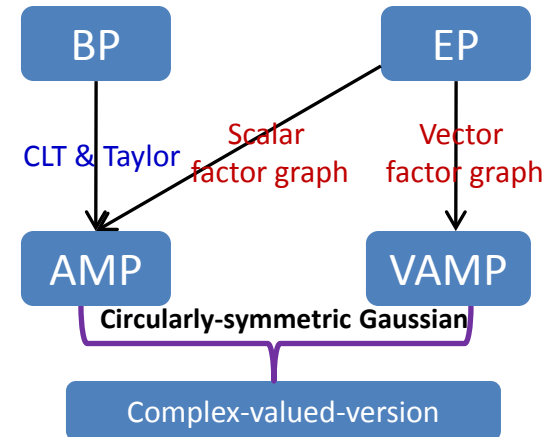 BP
EP
CLT & Taylor
Scalar
factor graph
Vector
factor graph
AMP
VAMP
Circularly-symmetric Gaussian
Complex-valued-version